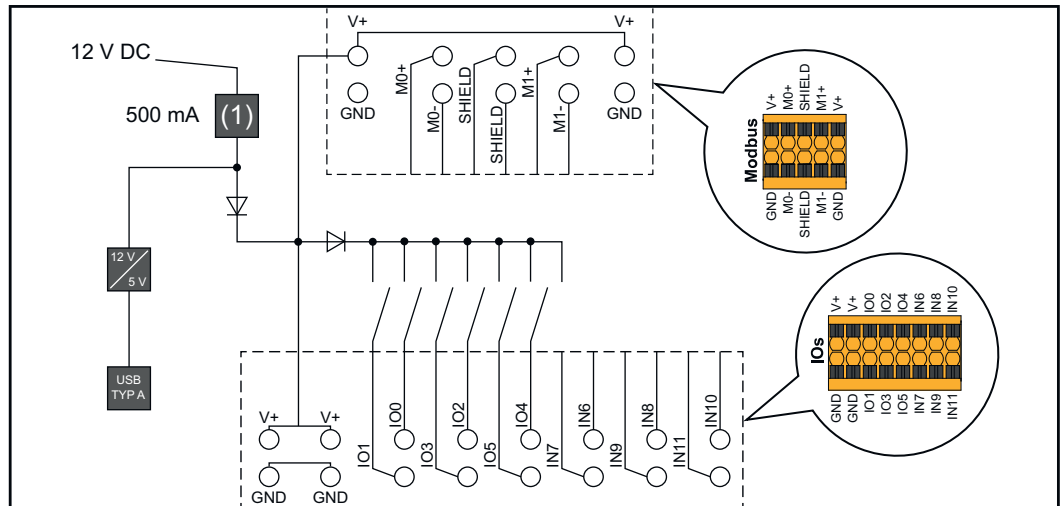 12 V DC
500 mA
(1)
V+
V+
GND
M0+
M0-
SHIELD
SHIELD
M1+
M1-
GND
Modbus
V+
M0+
SHIELD
M1+
V+
GND
M0-
SHIELD
M1-
GND
12 V
5 V
USB
TYP A
V+
V+
GND
GND
IO1
IO0
IO3
IO2
IO5
IO4
IN7
IN6
IN9
IN8
IN11
IN10
IOs
V+
V+
IO0
IO2
IO4
IN6
IN8
IN10
GND
GND
IO1
IO3
IO5
IN7
IN9
IN11